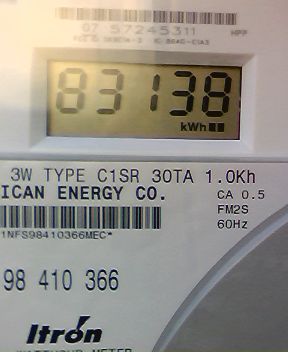 07 57245311 MPP
83138
kWh
3W TYPE C1SR 30TA 1.0Kh
ICAN ENERGY CO. CA 0.5
FM2S
60Hz
1NFS98410366MEC*
98 410 366
Itron